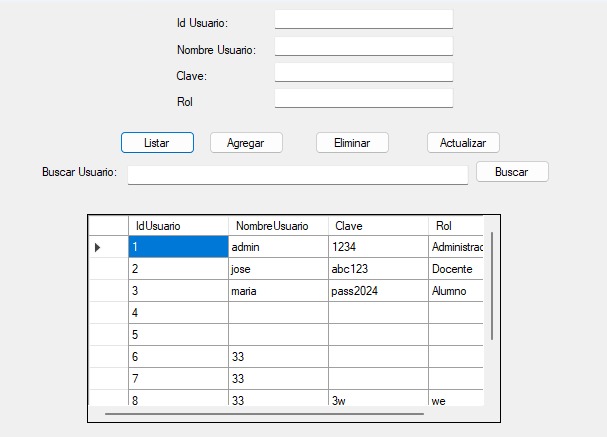 Id Usuario:
Nombre Usuario:
Clave:
Rol
Listar Agregar Eliminar Actualizar
Buscar Usuario: Buscar
IdUsuario NombreUsuario Clave Rol
1 admin 1234 Administrac
2 jose abc123 Docente
3 maria pass2024 Alumno
4
5
6 33
7 33
8 33 3w we